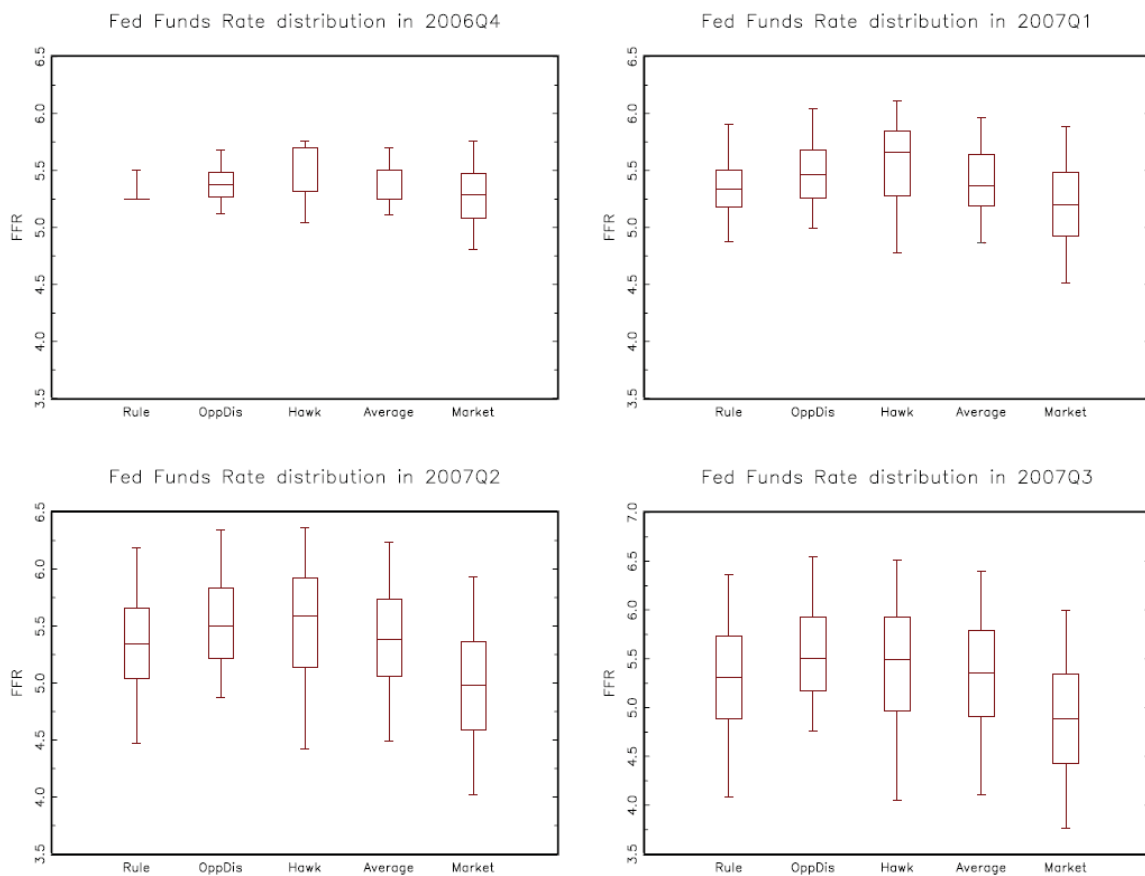 Fed Funds Rate distribution in 2006Q4
FFR
6.5
6.0
5.5
5.0
4.5
4.0
3.5
Rule OppDis Hawk Average Market
Fed Funds Rate distribution in 2007Q1
FFR
6.5
6.0
5.5
5.0
4.5
4.0
3.5
Rule OppDis Hawk Average Market
Fed Funds Rate distribution in 2007Q2
FFR
6.5
6.0
5.5
5.0
4.5
4.0
3.5
Rule OppDis Hawk Average Market
Fed Funds Rate distribution in 2007Q3
FFR
7.0
6.5
6.0
5.5
5.0
4.5
4.0
3.5
Rule OppDis Hawk Average Market